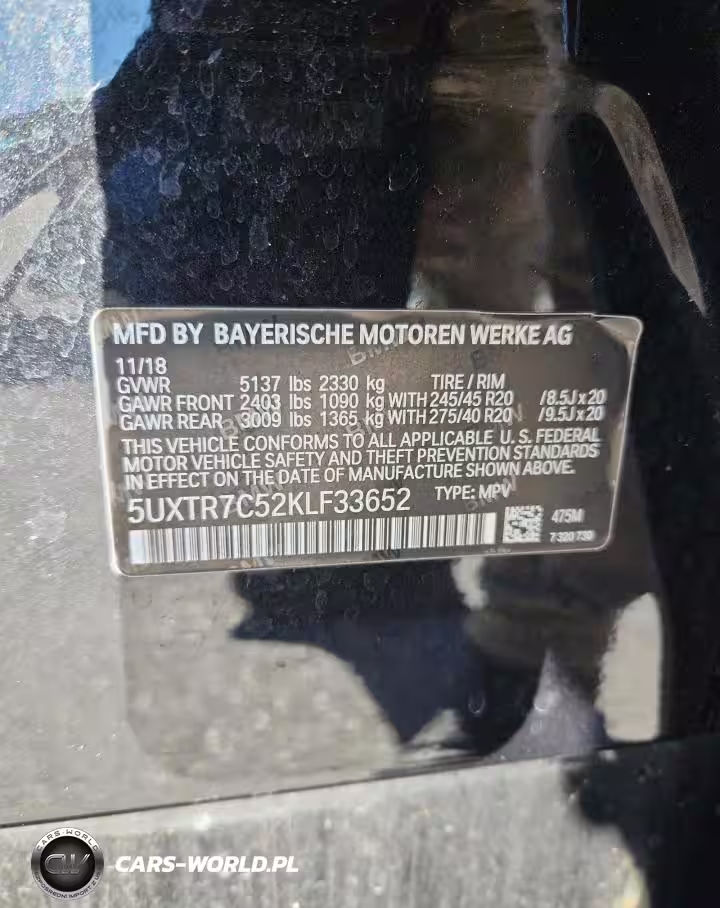 MFD BY BAYERISCHE MOTOREN WERKE AG
11/18
GVWR 5137 lbs 2330 kg TIRE / RIM
GAWR FRONT 2403 lbs 1090 kg WITH 245/45 R20 /8.5J x 20
GAWR REAR 3009 lbs 1365 kg WITH 275/40 R20 /9.5J x 20
THIS VEHICLE CONFORMS TO ALL APPLICABLE U.S. FEDERAL
MOTOR VEHICLE SAFETY AND THEFT PREVENTION STANDARDS
IN EFFECT ON THE DATE OF MANUFACTURE SHOWN ABOVE.
5UXTR7C52KLF33652 TYPE: MPV
475M
7 320 730
CARS-WORLD
CW
CARS-WORLD.PL